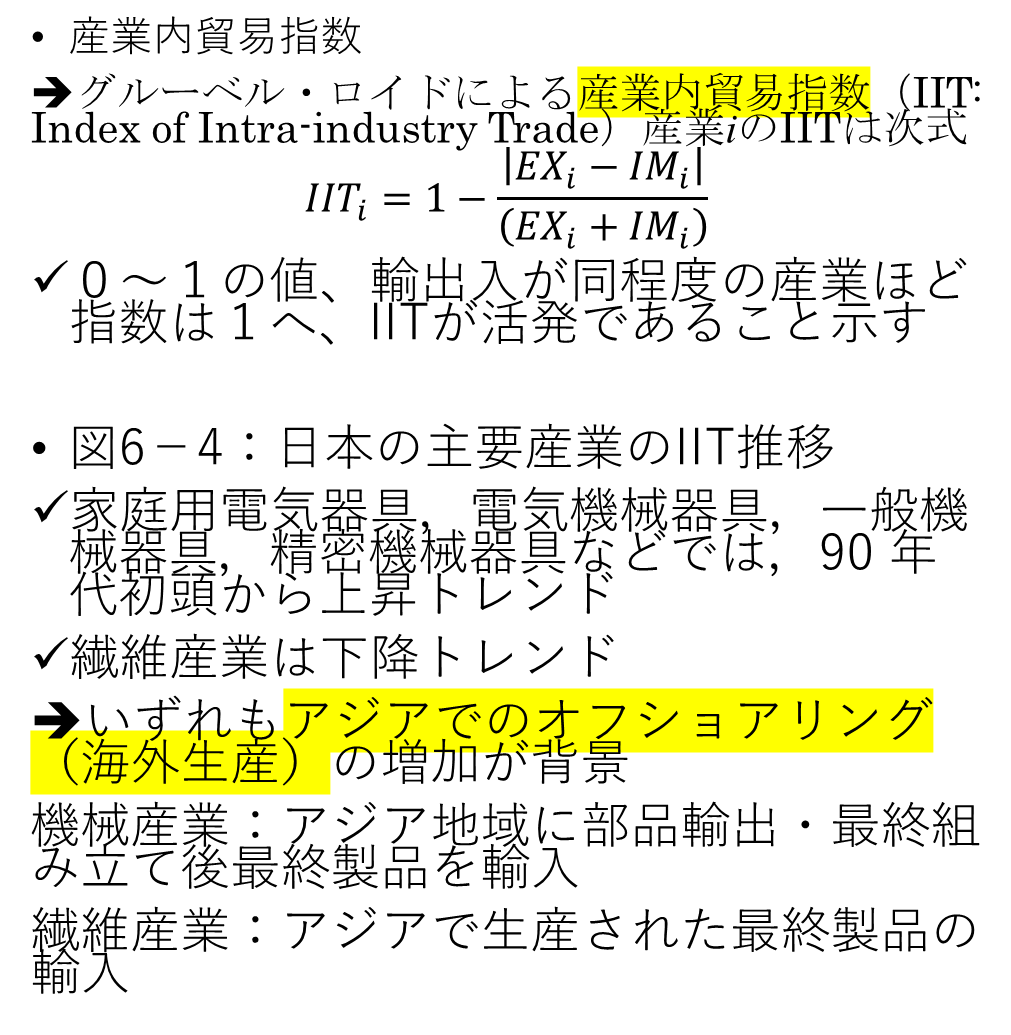 • 産業内貿易指数
➔グルーベル・ロイドによる産業内貿易指数（IIT:
Index of Intra-industry Trade）産業iのIITは次式
IIT_i = 1 − |EX_i − IM_i| / (EX_i + IM_i)
✓０～１の値、輸出入が同程度の産業ほど
指数は１へ、IITが活発であること示す
• 図6－4：日本の主要産業のIIT推移
✓家庭用電気器具，電気機械器具，一般機
械器具，精密機械器具などでは，90 年
代初頭から上昇トレンド
✓繊維産業は下降トレンド
➔いずれもアジアでのオフショアリング
（海外生産）の増加が背景
機械産業：アジア地域に部品輸出・最終組
み立て後最終製品を輸入
繊維産業：アジアで生産された最終製品の
輸入